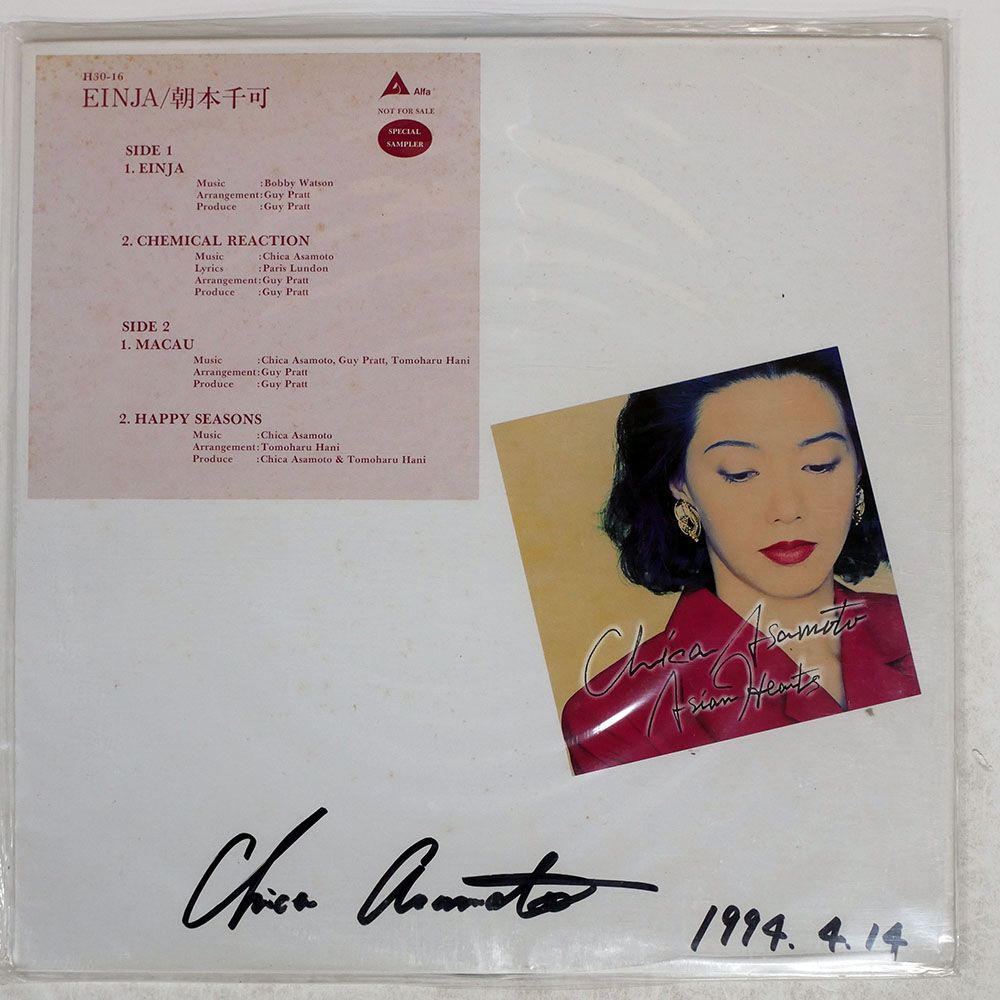 H30-16
EINJA/朝本千可
Alfa
NOT FOR SALE
SPECIAL
SAMPLER
SIDE 1
1. EINJA
Music :Bobby Watson
Arrangement:Guy Pratt
Produce :Guy Pratt
2. CHEMICAL REACTION
Music :Chica Asamoto
Lyrics :Paris Lundon
Arrangement:Guy Pratt
Produce :Guy Pratt
SIDE 2
1. MACAU
Music :Chica Asamoto, Guy Pratt, Tomoharu Hani
Arrangement:Guy Pratt
Produce :Guy Pratt
2. HAPPY SEASONS
Music :Chica Asamoto
Arrangement:Tomoharu Hani
Produce :Chica Asamoto & Tomoharu Hani
Chica Asamoto
Asian Hearts
Chica Asamoto
1994. 4. 14